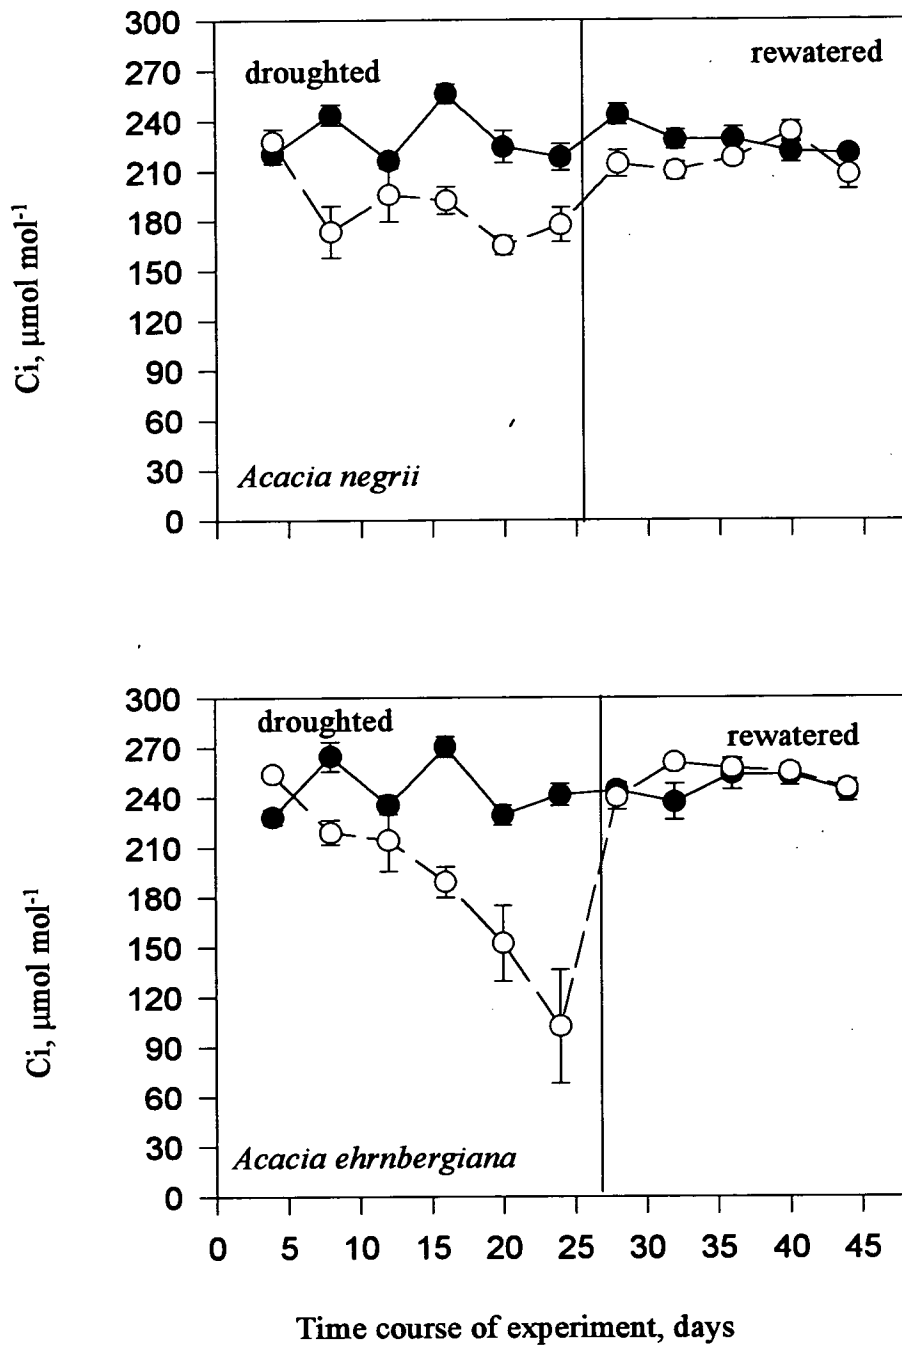 300
270
240
210
180
150
120
90
60
30
0
Ci, μmol mol⁻¹
droughted
rewatered
Acacia negrii
300
270
240
210
180
150
120
90
60
30
0
Ci, μmol mol⁻¹
droughted
rewatered
Acacia ehrnbergiana
0 5 10 15 20 25 30 35 40 45
Time course of experiment, days